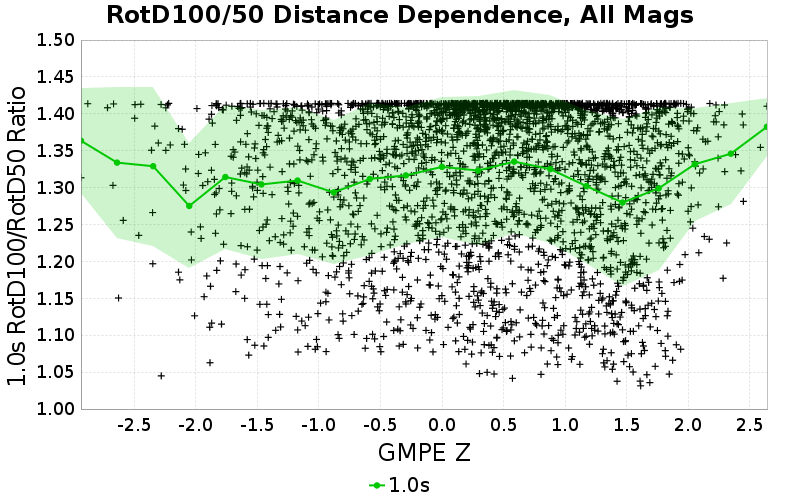 RotD100/50 Distance Dependence, All Mags
1.0s RotD100/RotD50 Ratio
1.50
1.45
1.40
1.35
1.30
1.25
1.20
1.15
1.10
1.05
1.00
-2.5 -2.0 -1.5 -1.0 -0.5 0.0 0.5 1.0 1.5 2.0 2.5
GMPE Z
1.0s